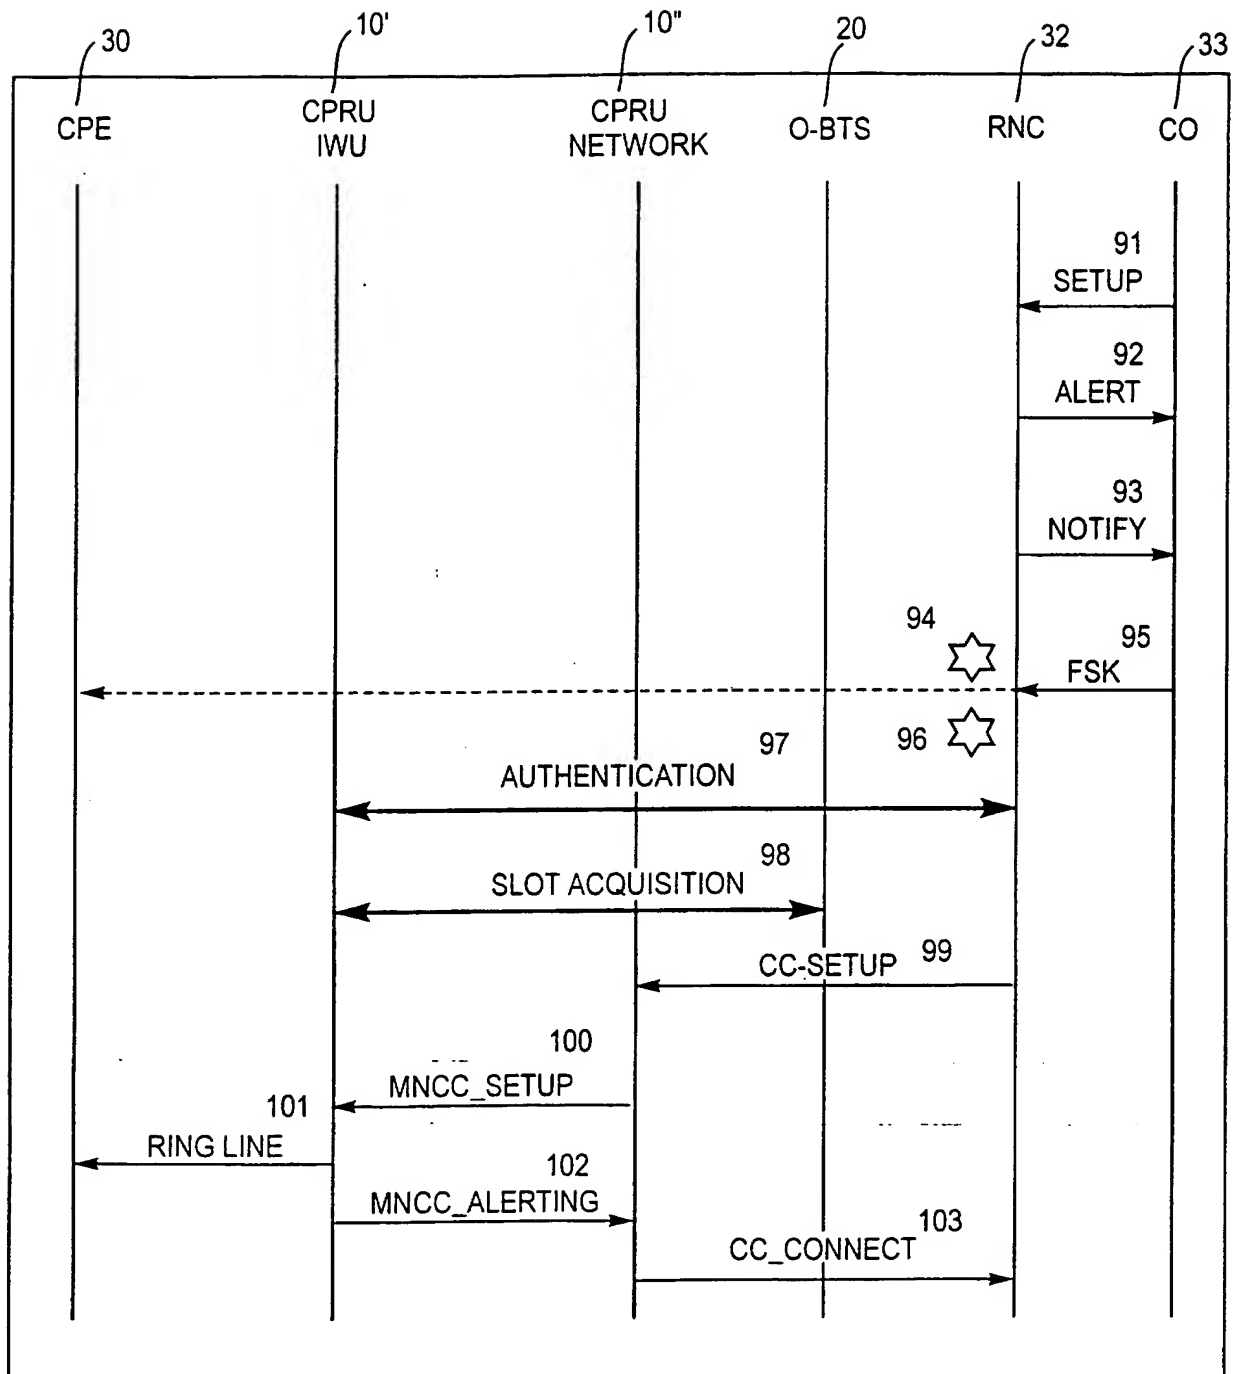 30 10' 10" 20 32 33
CPE
CPRU
IWU
CPRU
NETWORK
O-BTS
RNC
CO
91
SETUP
92
ALERT
93
NOTIFY
94
95
FSK
96
97
AUTHENTICATION
98
SLOT ACQUISITION
99
CC-SETUP
100
MNCC_SETUP
101
RING LINE
102
MNCC_ALERTING
103
CC_CONNECT